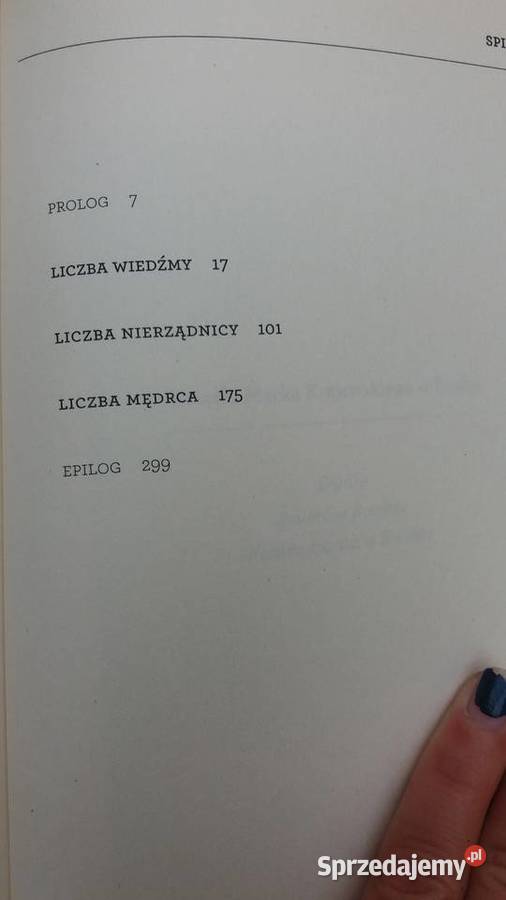 SPI
PROLOG 7
LICZBA WIEDŹMY 17
LICZBA NIERZĄDNICY 101
LICZBA MĘDRCA 175
EPILOG 299
Sprzedajemy.pl